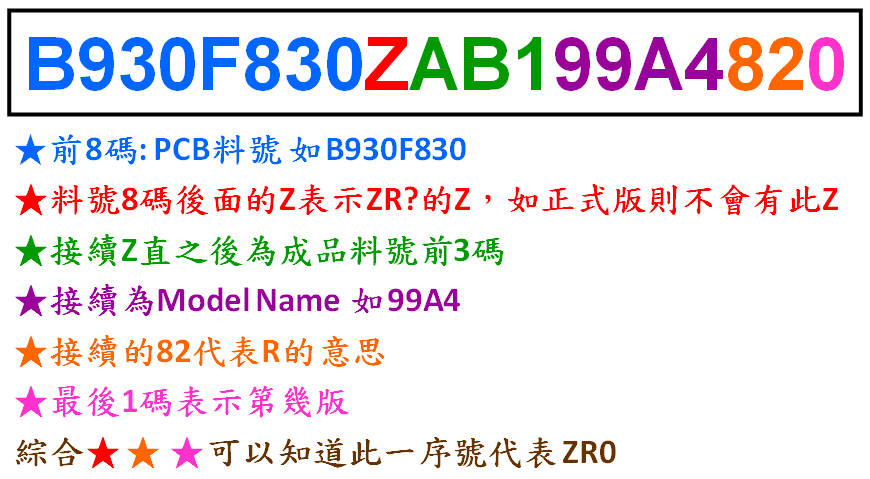 B930F830ZAB199A4820
★前8碼: PCB料號 如B930F830
★料號8碼後面的Z表示ZR?的Z，如正式版則不會有此Z
★接續Z直之後為成品料號前3碼
★接續為Model Name 如99A4
★接續的82代表R的意思
★最後1碼表示第幾版
綜合★ ★ ★可以知道此一序號代表ZR0